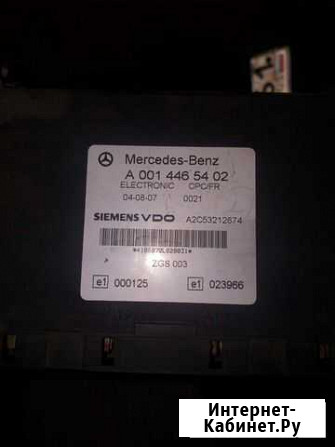 Mercedes-Benz
A 001 446 54 02
ELECTRONIC CPC/FR
04-08-07 0021
SIEMENS VDO A2C53212674
ZGS 003
e1 000125 e1 023966
Интернет-
Кабинет.Ру